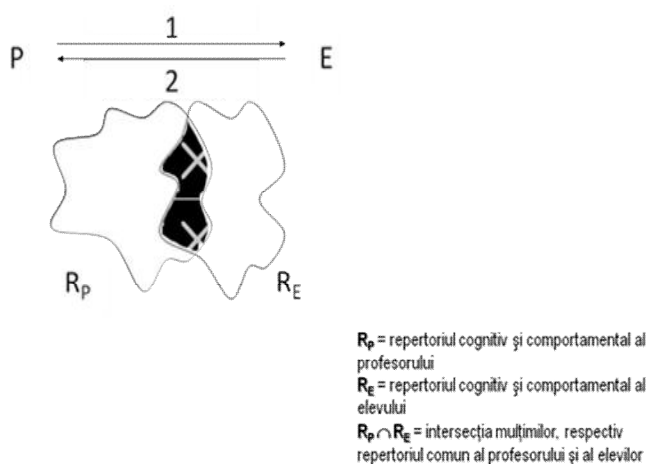 1
P E
2
R_P R_E
R_P = repertoriul cognitiv şi comportamental al
profesorului
R_E = repertoriul cognitiv şi comportamental al
elevului
R_P ∩ R_E = intersecţia mulţimilor, respectiv
repertoriul comun al profesorului şi al elevilor